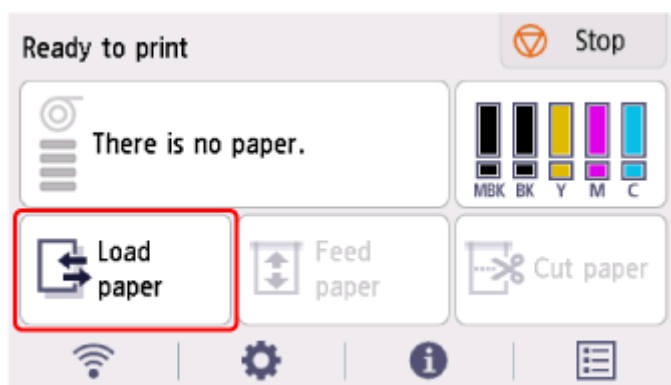 Ready to print
Stop
There is no paper.
MBK BK Y M C
Load
paper
Feed
paper
Cut paper